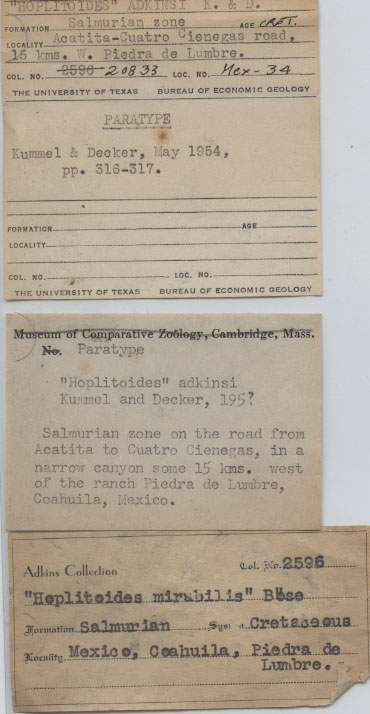 "HOPLITOIDES" ADKINSI K. & D.
FORMATION Salmurian zone AGE CRET.
LOCALITY Acatita-Cuatro Cienegas road,
15 kms. W. Piedra de Lumbre.
COL. NO. 2596 20833 LOC. NO. Mex-34
THE UNIVERSITY OF TEXAS BUREAU OF ECONOMIC GEOLOGY
PARATYPE
Kummel & Decker, May 1954,
pp. 316-317.
FORMATION AGE
LOCALITY
COL. NO. LOC. NO.
THE UNIVERSITY OF TEXAS BUREAU OF ECONOMIC GEOLOGY
Museum of Comparative Zoölogy, Cambridge, Mass.
No. Paratype
"Hoplitoides" adkinsi
Kummel and Decker, 195?
Salmurian zone on the road from
Acatita to Cuatro Cienegas, in a
narrow canyon some 15 kms. west
of the ranch Piedra de Lumbre,
Coahuila, Mexico.
Adkins Collection Col. No. 2596
"Hoplitoides mirabilis" Böse
Formation Salmurian Cretaceous
Locality Mexico, Coahuila, Piedra de
Lumbre.